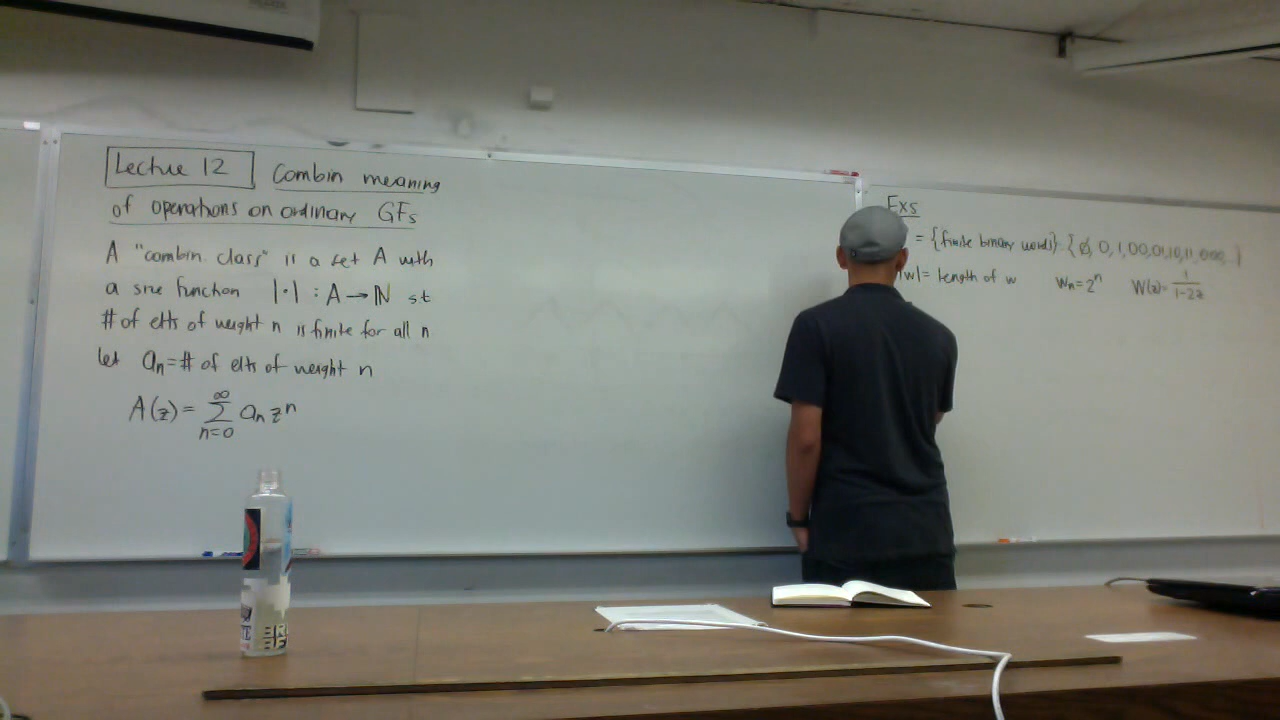 Lecture 12 Combin meaning
of operations on ordinary GFs
A "combin. class" is a set A with
a size function |·| : A → ℕ st
# of elts of weight n is finite for all n
let aₙ = # of elts of weight n
A(z) = ∑_{n=0}^{∞} aₙ zⁿ
Exs
= {finite binary words} = {∅, 0, 1, 00, 01, 10, 11, 000, ...}
|w| = length of w Wₙ = 2ⁿ W(z) = 1/(1-2z)